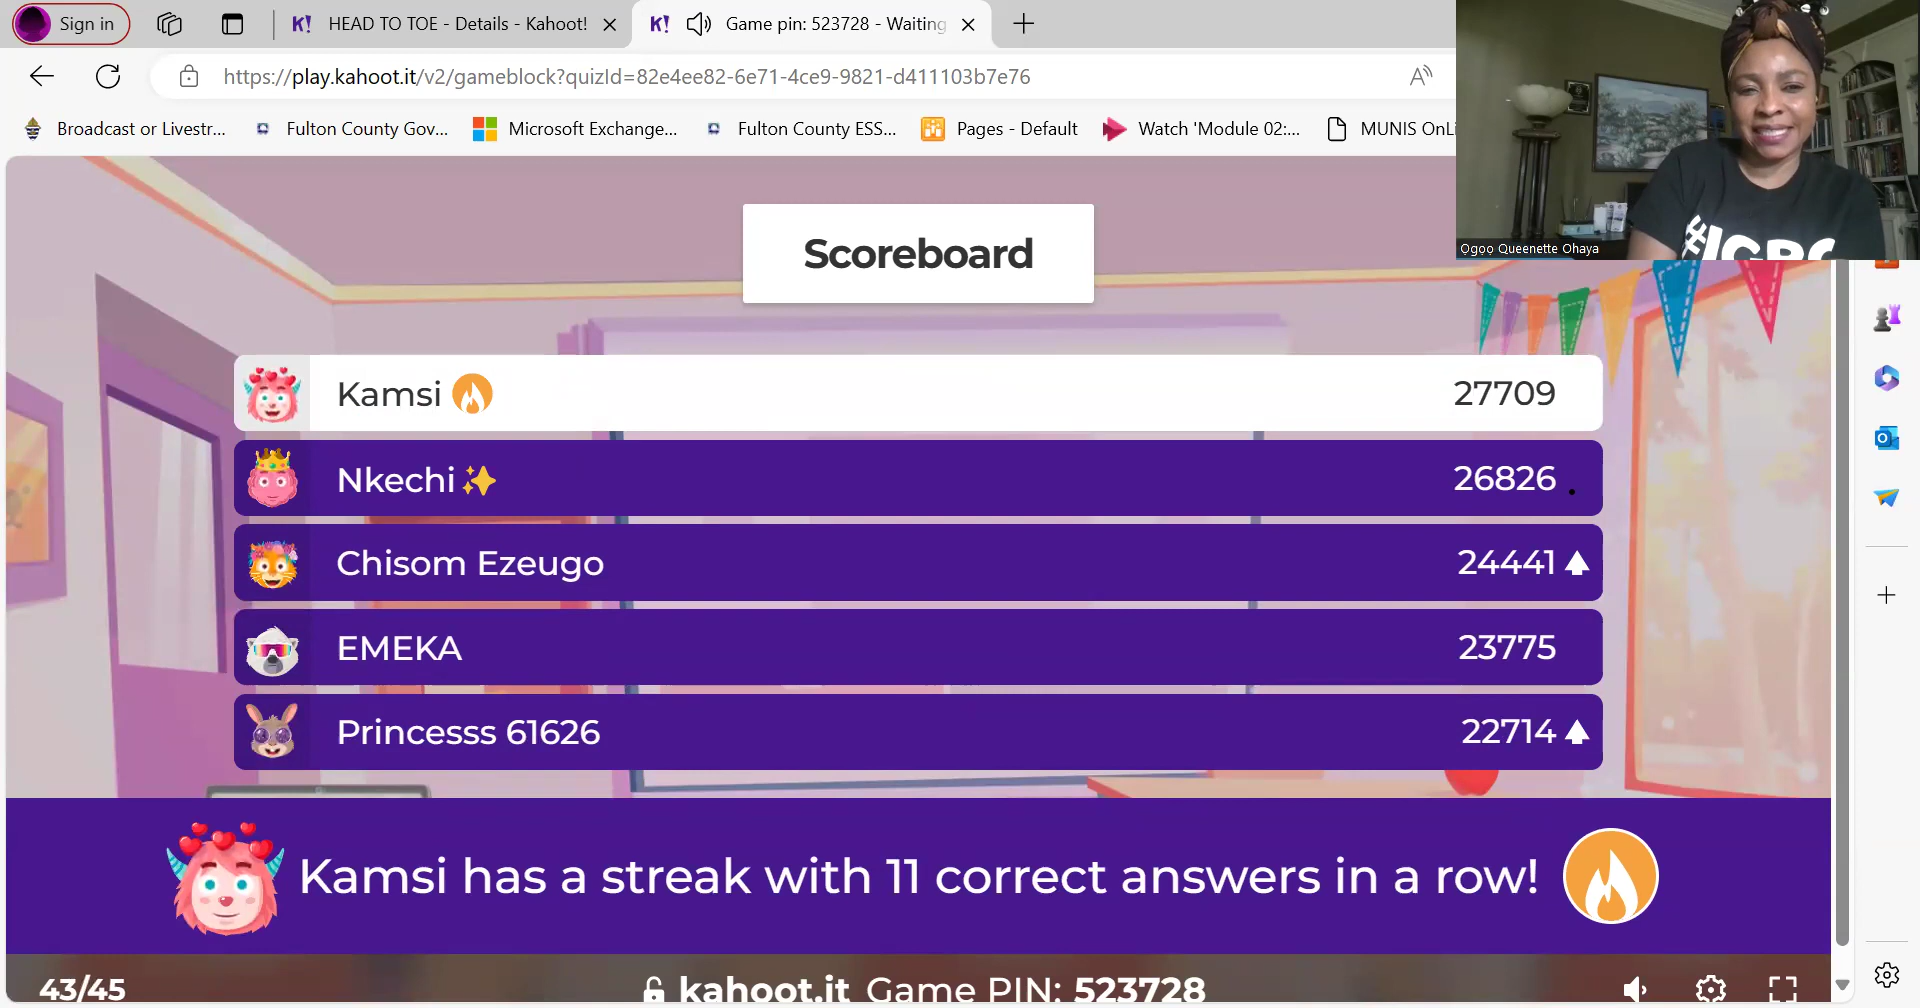 Sign in
K! HEAD TO TOE - Details - Kahoot!
K! Game pin: 523728 - Waiting
https://play.kahoot.it/v2/gameblock?quizId=82e4ee82-6e71-4ce9-9821-d411103b7e76
Broadcast or Livestr...
Fulton County Gov...
Microsoft Exchange...
Fulton County ESS...
Pages - Default
Watch 'Module 02:...
MUNIS OnLi
#IGBO
Ọgọọ Queenette Ohaya
Scoreboard
Kamsi 27709
Nkechi 26826
Chisom Ezeugo 24441
EMEKA 23775
Princesss 61626 22714
Kamsi has a streak with 11 correct answers in a row!
43/45
kahoot.it Game PIN: 523728